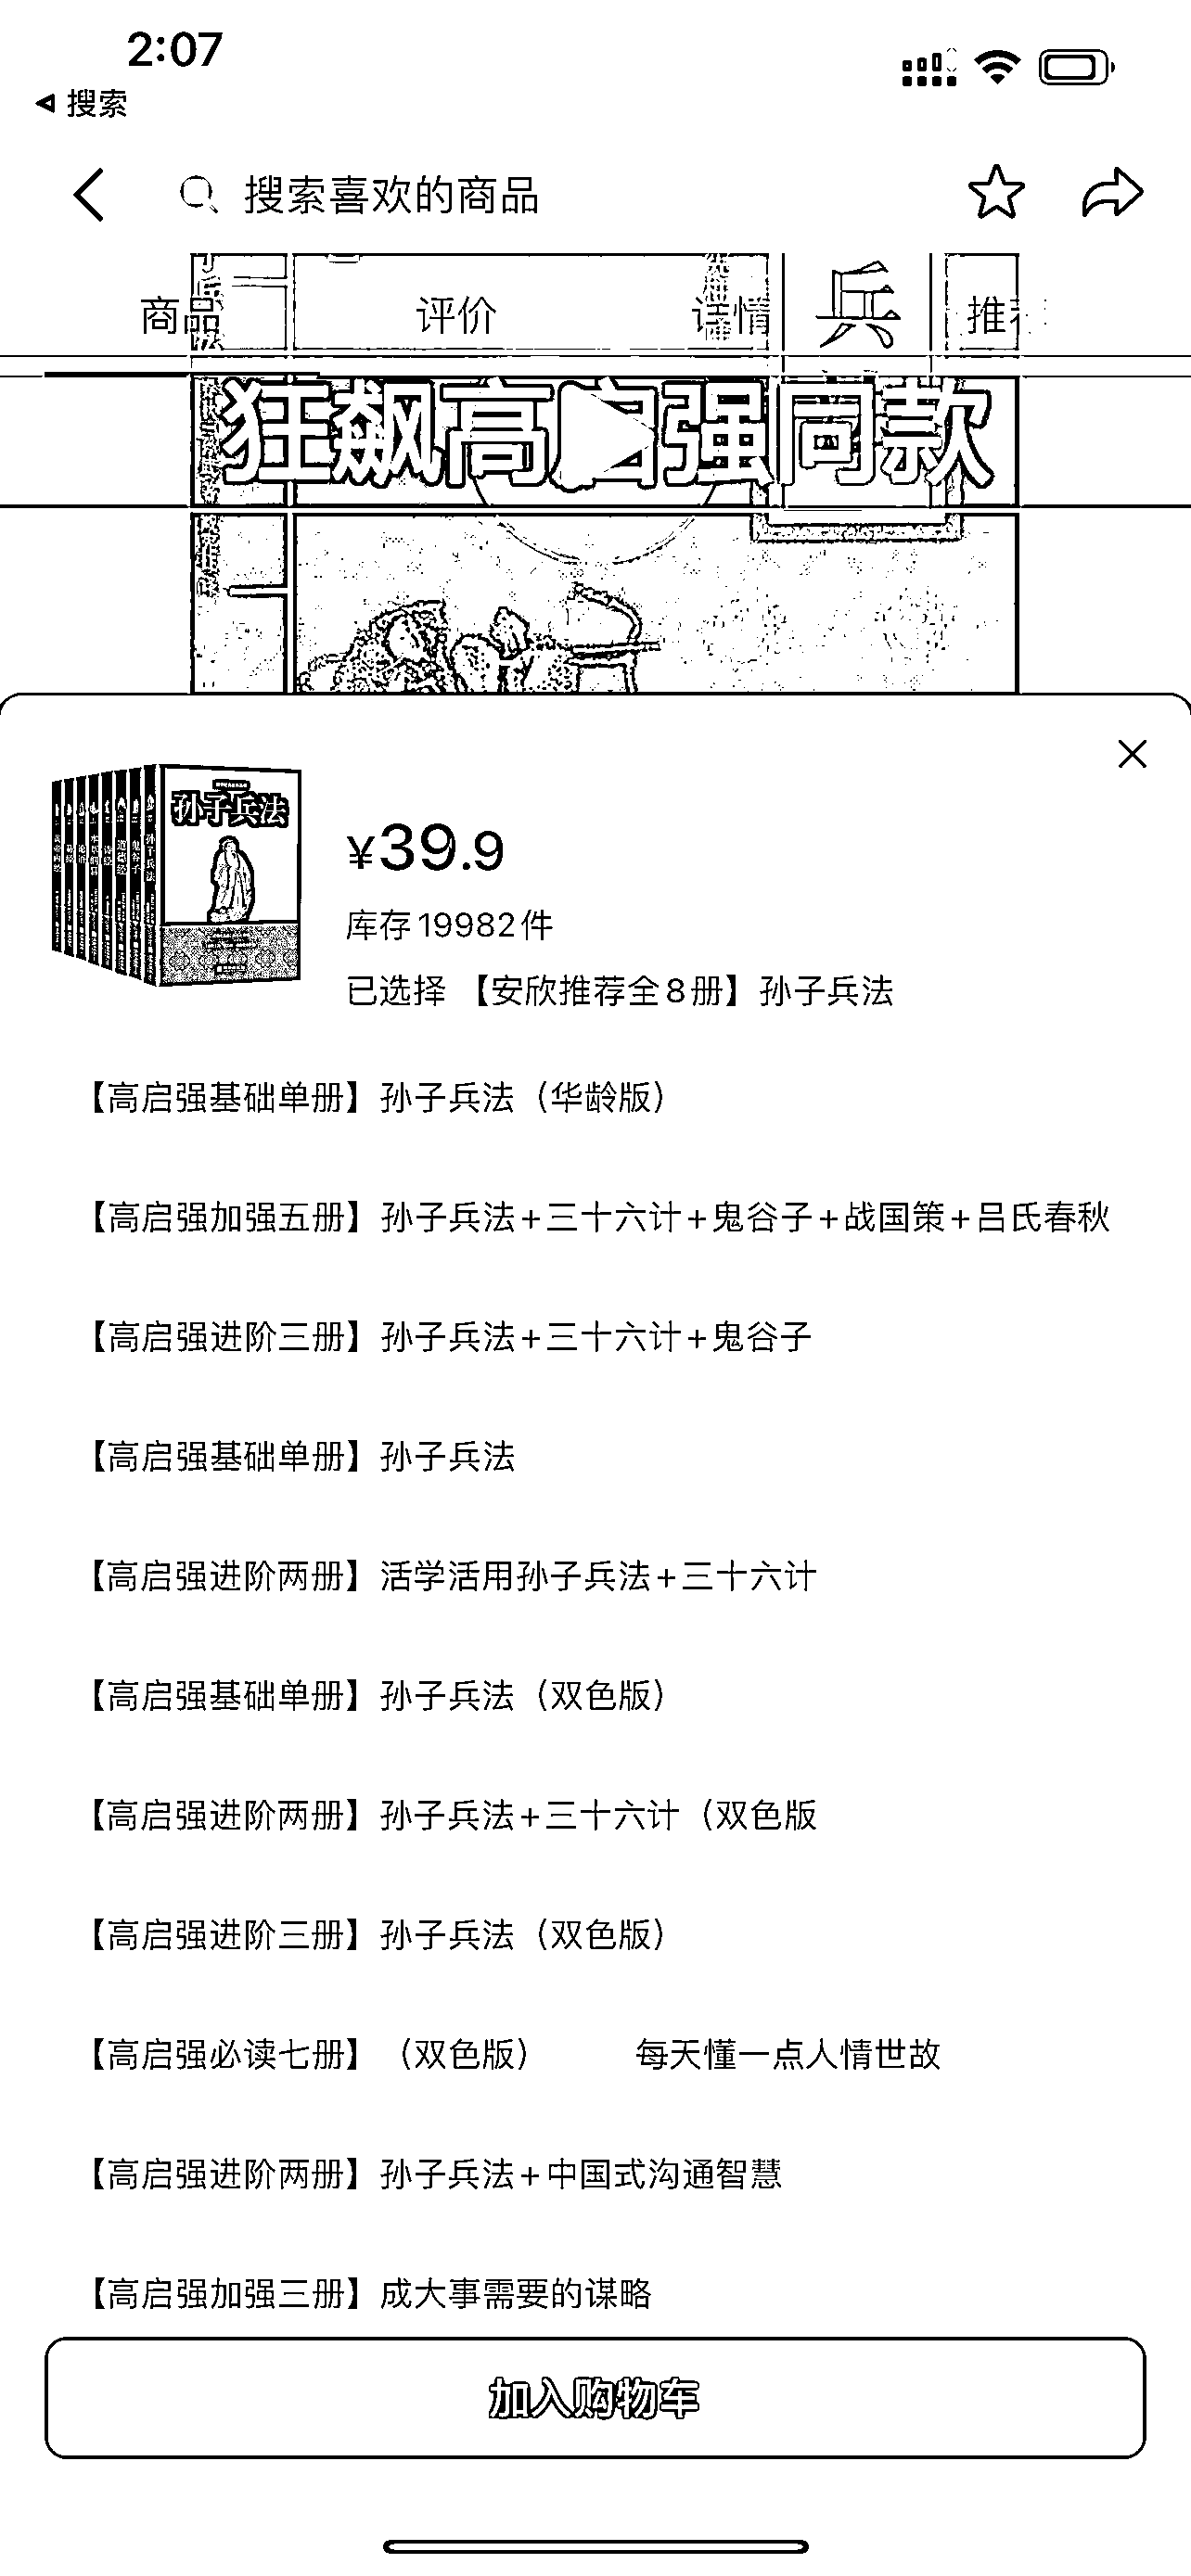 2:07
搜索
搜索喜欢的商品
商品 评价 详情 兵 推荐
狂飙高启强同款
孙子兵法
¥39.9
库存19982件
已选择 【安欣推荐全8册】孙子兵法
【高启强基础单册】孙子兵法（华龄版）
【高启强加强五册】孙子兵法+三十六计+鬼谷子+战国策+吕氏春秋
【高启强进阶三册】孙子兵法+三十六计+鬼谷子
【高启强基础单册】孙子兵法
【高启强进阶两册】活学活用孙子兵法+三十六计
【高启强基础单册】孙子兵法（双色版）
【高启强进阶两册】孙子兵法+三十六计（双色版
【高启强进阶三册】孙子兵法（双色版）
【高启强必读七册】（双色版） 每天懂一点人情世故
【高启强进阶两册】孙子兵法+中国式沟通智慧
【高启强加强三册】成大事需要的谋略
加入购物车